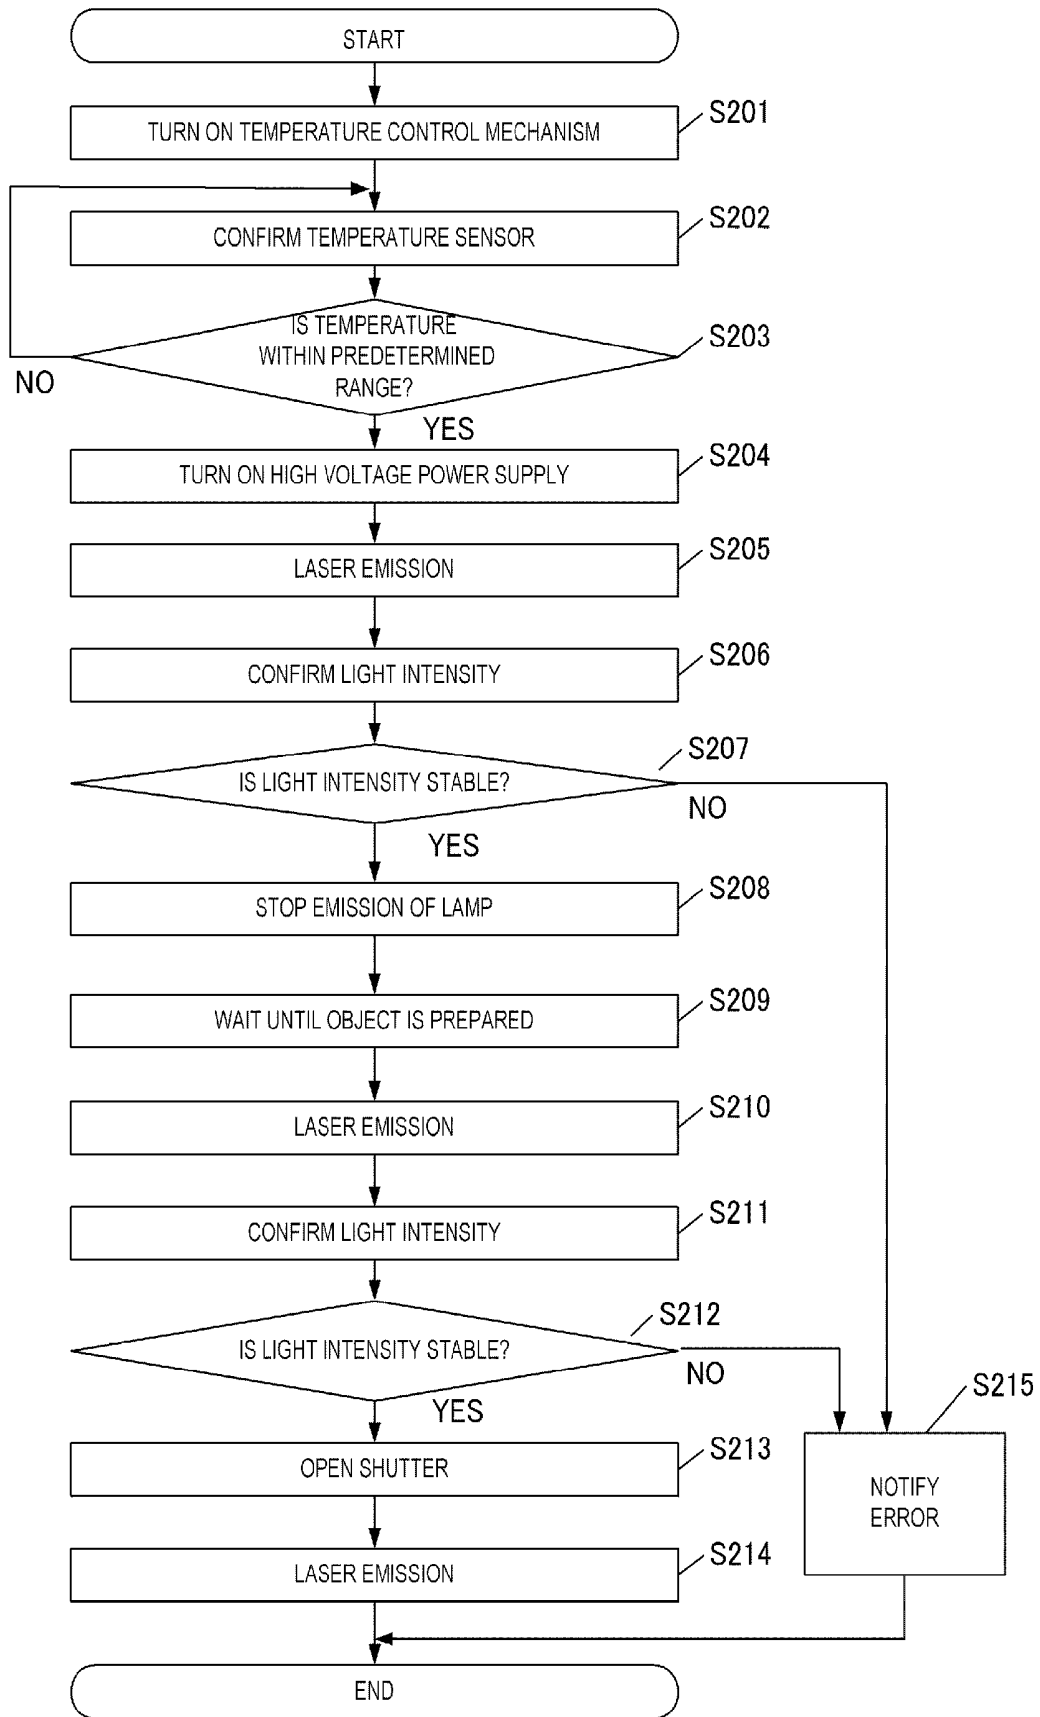 START
TURN ON TEMPERATURE CONTROL MECHANISM
S201
CONFIRM TEMPERATURE SENSOR
S202
IS TEMPERATURE
WITHIN PREDETERMINED
RANGE?
S203
NO
YES
TURN ON HIGH VOLTAGE POWER SUPPLY
S204
LASER EMISSION
S205
CONFIRM LIGHT INTENSITY
S206
IS LIGHT INTENSITY STABLE?
S207
NO
YES
STOP EMISSION OF LAMP
S208
WAIT UNTIL OBJECT IS PREPARED
S209
LASER EMISSION
S210
CONFIRM LIGHT INTENSITY
S211
IS LIGHT INTENSITY STABLE?
S212
NO
YES
OPEN SHUTTER
S213
S215
NOTIFY
ERROR
LASER EMISSION
S214
END